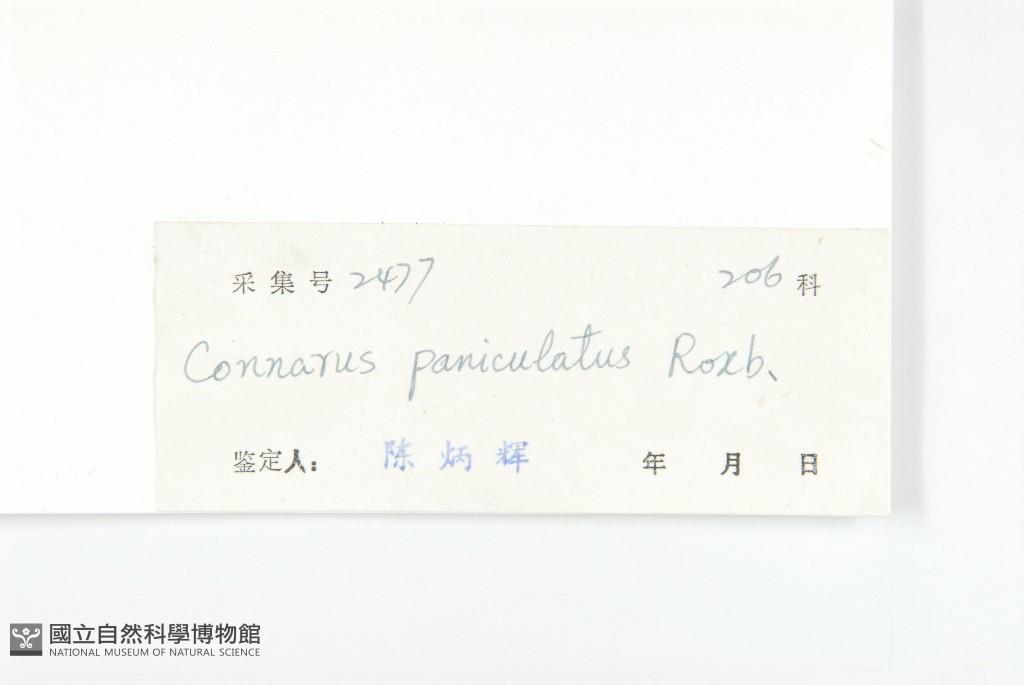 采集号 2477 206 科
Connarus paniculatus Roxb.
鉴定人: 陈炳辉 年 月 日
國立自然科學博物館
NATIONAL MUSEUM OF NATURAL SCIENCE